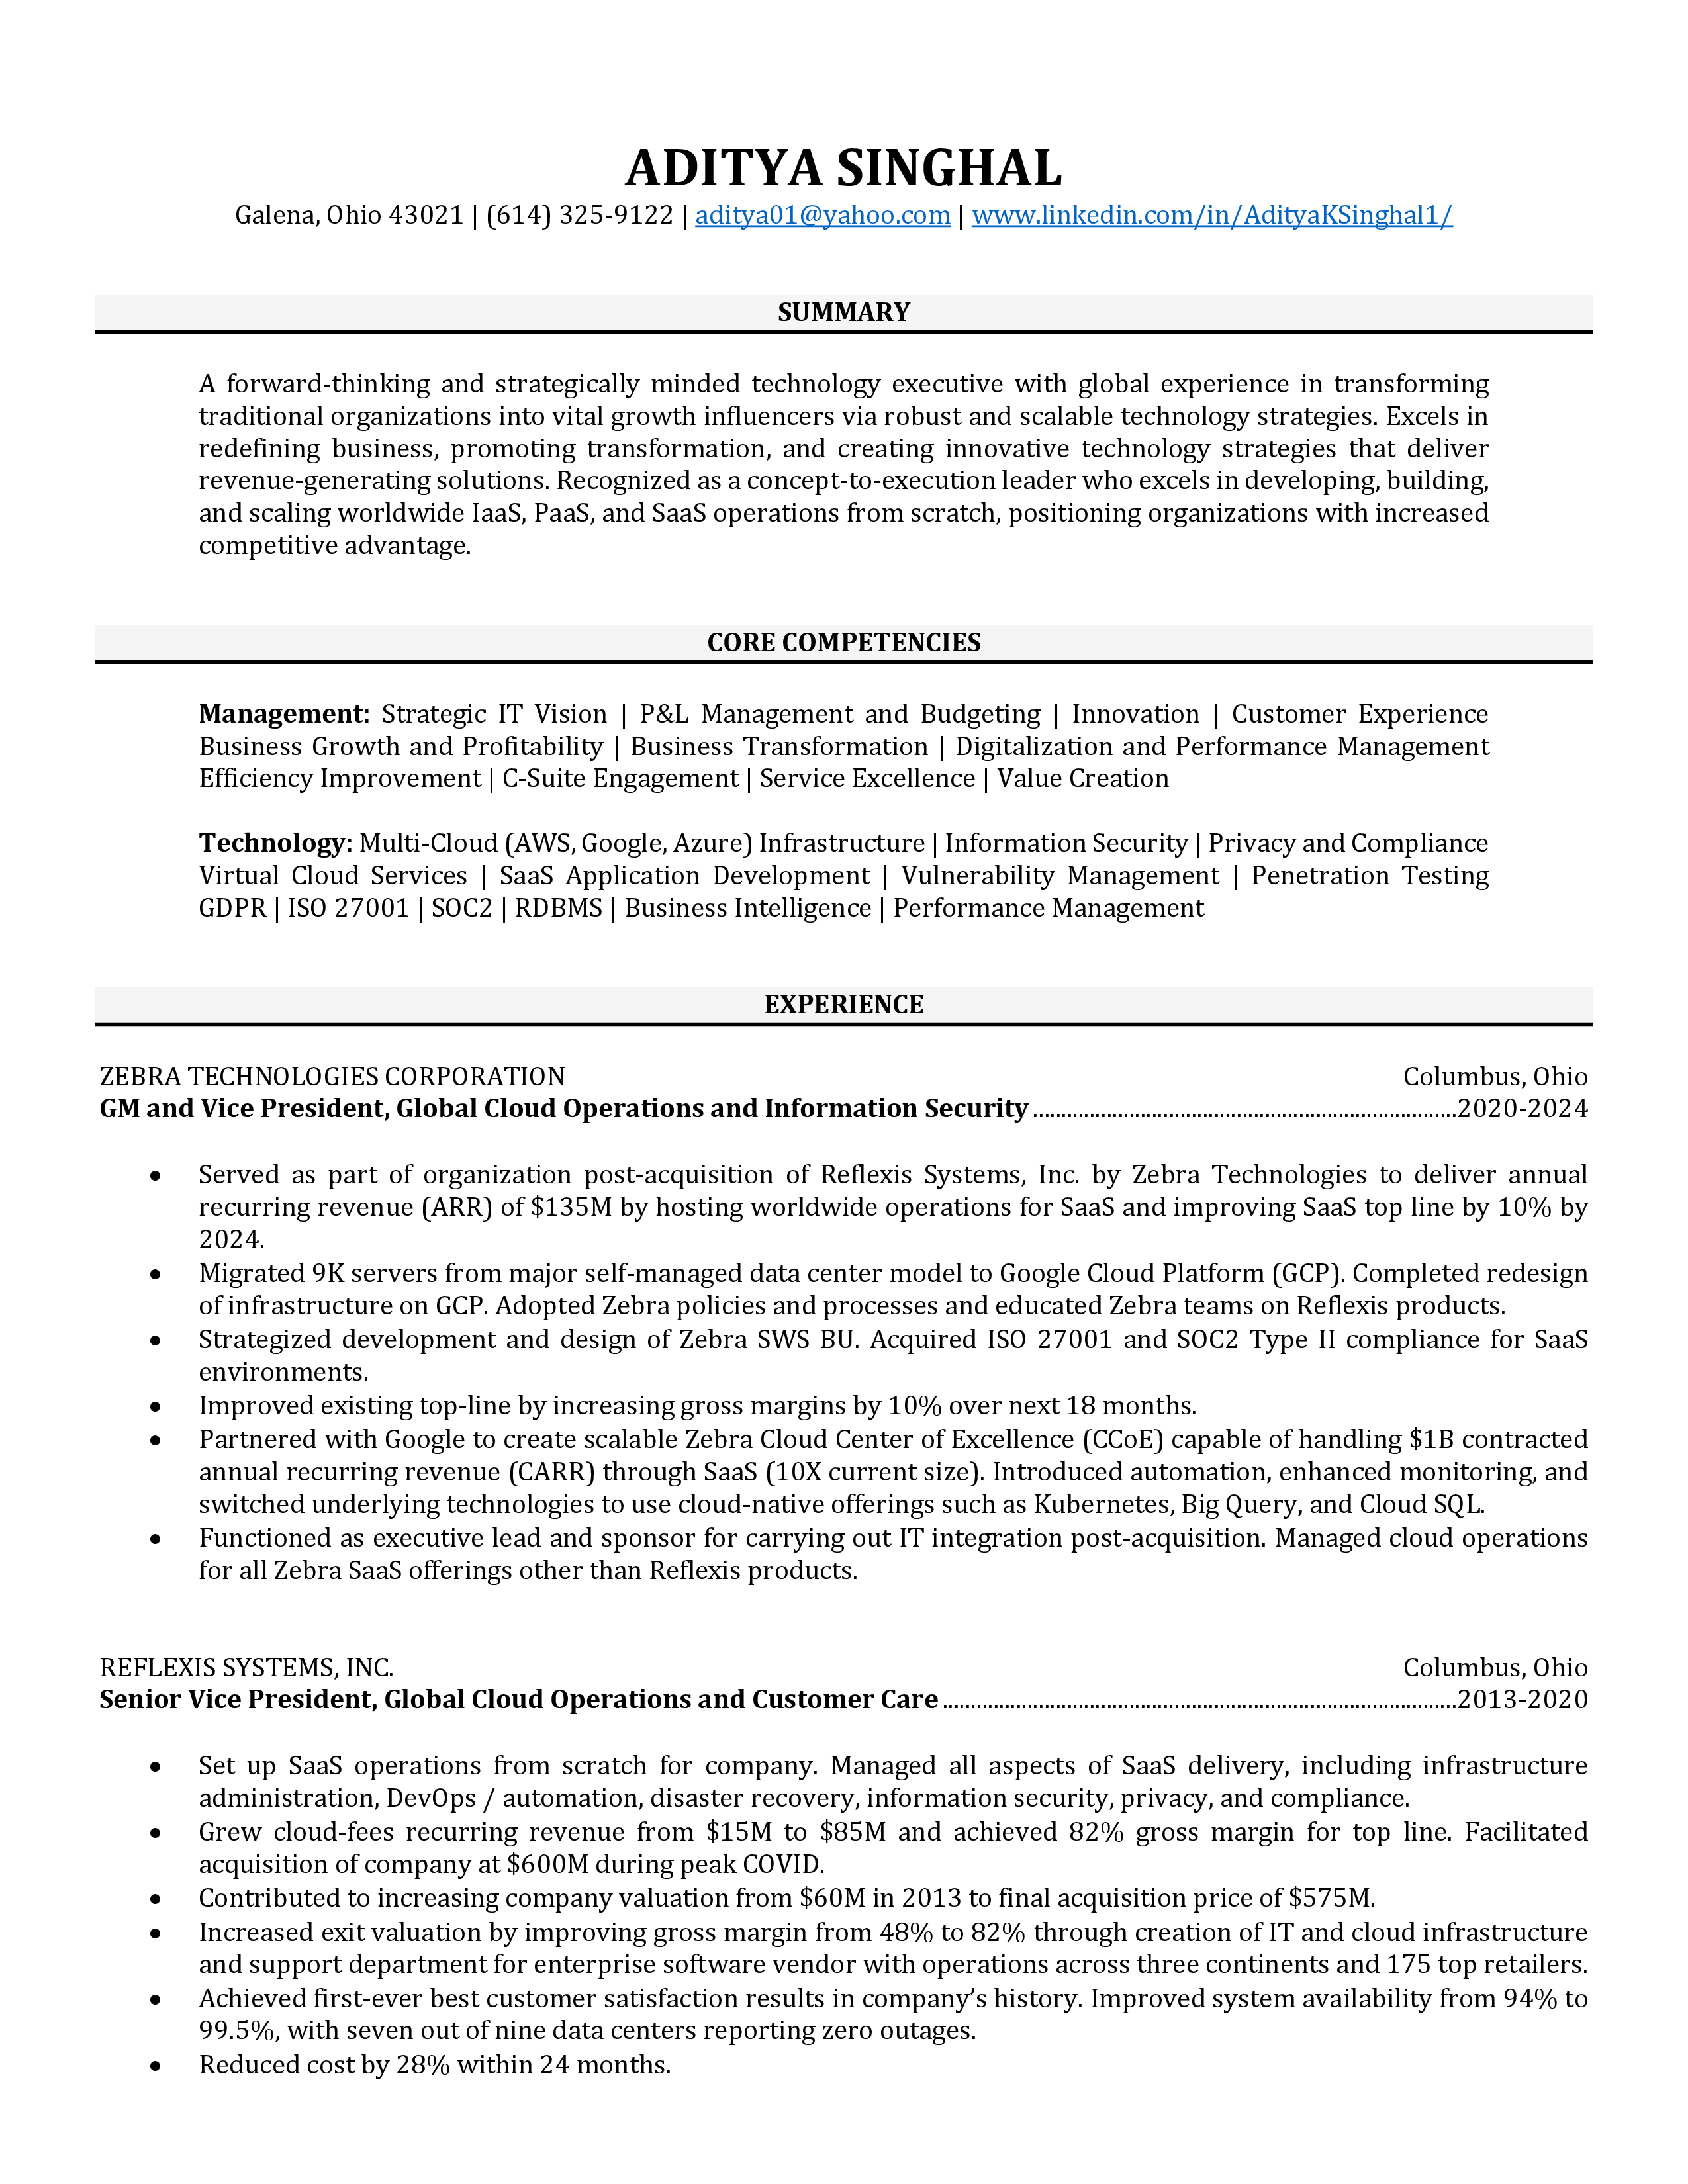 ADITYA SINGHAL
Galena, Ohio 43021 | (614) 325-9122 | aditya01@yahoo.com | www.linkedin.com/in/AdityaKSinghal1/
SUMMARY
A forward-thinking and strategically minded technology executive with global experience in transforming
traditional organizations into vital growth influencers via robust and scalable technology strategies. Excels in
redefining business, promoting transformation, and creating innovative technology strategies that deliver
revenue-generating solutions. Recognized as a concept-to-execution leader who excels in developing, building,
and scaling worldwide IaaS, PaaS, and SaaS operations from scratch, positioning organizations with increased
competitive advantage.
CORE COMPETENCIES
Management: Strategic IT Vision | P&L Management and Budgeting | Innovation | Customer Experience
Business Growth and Profitability | Business Transformation | Digitalization and Performance Management
Efficiency Improvement | C-Suite Engagement | Service Excellence | Value Creation
Technology: Multi-Cloud (AWS, Google, Azure) Infrastructure | Information Security | Privacy and Compliance
Virtual Cloud Services | SaaS Application Development | Vulnerability Management | Penetration Testing
GDPR | ISO 27001 | SOC2 | RDBMS | Business Intelligence | Performance Management
EXPERIENCE
ZEBRA TECHNOLOGIES CORPORATION Columbus, Ohio
GM and Vice President, Global Cloud Operations and Information Security ............................................................................ 2020-2024
• Served as part of organization post-acquisition of Reflexis Systems, Inc. by Zebra Technologies to deliver annual
recurring revenue (ARR) of $135M by hosting worldwide operations for SaaS and improving SaaS top line by 10% by
2024.
• Migrated 9K servers from major self-managed data center model to Google Cloud Platform (GCP). Completed redesign
of infrastructure on GCP. Adopted Zebra policies and processes and educated Zebra teams on Reflexis products.
• Strategized development and design of Zebra SWS BU. Acquired ISO 27001 and SOC2 Type II compliance for SaaS
environments.
• Improved existing top-line by increasing gross margins by 10% over next 18 months.
• Partnered with Google to create scalable Zebra Cloud Center of Excellence (CCoE) capable of handling $1B contracted
annual recurring revenue (CARR) through SaaS (10X current size). Introduced automation, enhanced monitoring, and
switched underlying technologies to use cloud-native offerings such as Kubernetes, Big Query, and Cloud SQL.
• Functioned as executive lead and sponsor for carrying out IT integration post-acquisition. Managed cloud operations
for all Zebra SaaS offerings other than Reflexis products.
REFLEXIS SYSTEMS, INC. Columbus, Ohio
Senior Vice President, Global Cloud Operations and Customer Care ............................................................................................ 2013-2020
• Set up SaaS operations from scratch for company. Managed all aspects of SaaS delivery, including infrastructure
administration, DevOps / automation, disaster recovery, information security, privacy, and compliance.
• Grew cloud-fees recurring revenue from $15M to $85M and achieved 82% gross margin for top line. Facilitated
acquisition of company at $600M during peak COVID.
• Contributed to increasing company valuation from $60M in 2013 to final acquisition price of $575M.
• Increased exit valuation by improving gross margin from 48% to 82% through creation of IT and cloud infrastructure
and support department for enterprise software vendor with operations across three continents and 175 top retailers.
• Achieved first-ever best customer satisfaction results in company’s history. Improved system availability from 94% to
99.5%, with seven out of nine data centers reporting zero outages.
• Reduced cost by 28% within 24 months.